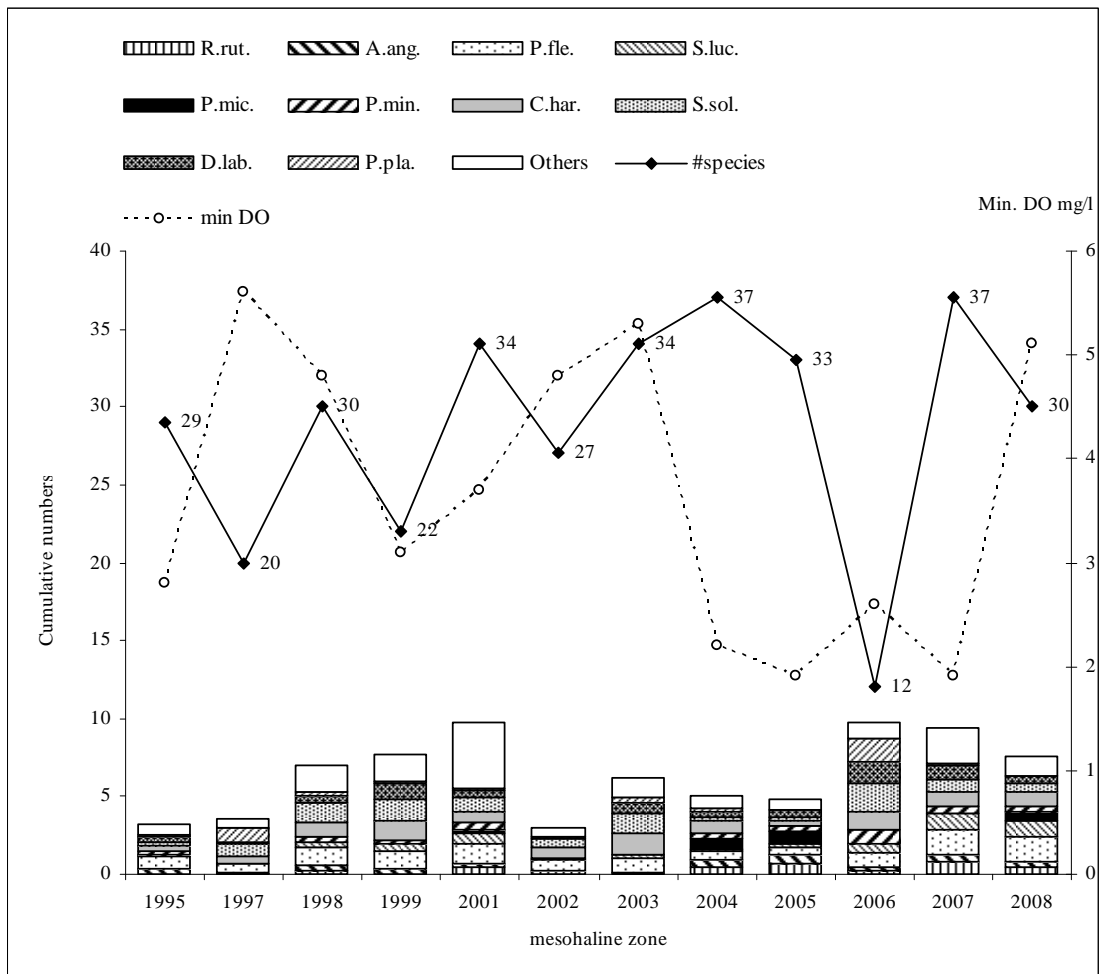 R.rut. A.ang. P.fle. S.luc.
P.mic. P.min. C.har. S.sol.
D.lab. P.pla. Others #species
min DO
Min. DO mg/l
40 6
35
34 37 34 37 5
33
30 30 30
29
27 4
25
22
20 20 3
15
12 2
10
1
5
0 0
Cumulative numbers
1995 1997 1998 1999 2001 2002 2003 2004 2005 2006 2007 2008
mesohaline zone